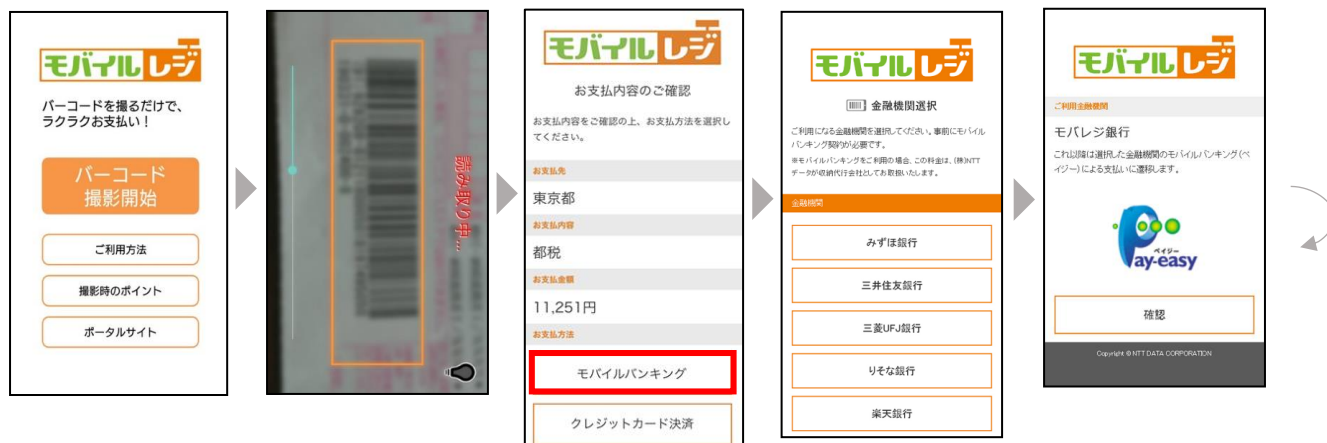 モバイルレジ
バーコードを撮るだけで、
ラクラクお支払い！
バーコード
撮影開始
ご利用方法
撮影時のポイント
ポータルサイト
読み取り中...
モバイルレジ
お支払内容のご確認
お支払内容をご確認の上、お支払方法を選択し
てください。
お支払先
東京都
お支払内容
都税
お支払金額
11,251円
お支払方法
モバイルバンキング
クレジットカード決済
モバイルレジ
金融機関選択
ご利用になる金融機関を選択してください。事前にモバイル
バンキング契約が必要です。
※モバイルバンキングをご利用の場合、この料金は、(株)NTT
データが収納代行会社としてお取扱いたします。
金融機関
みずほ銀行
三井住友銀行
三菱UFJ銀行
りそな銀行
楽天銀行
モバイルレジ
ご利用金融機関
モバレジ銀行
これ以降は選択した金融機関のモバイルバンキング(ペ
イジー)による支払いに遷移します。
ペイジー
Pay-easy
確認
Copyright © NTT DATA CORPORATION